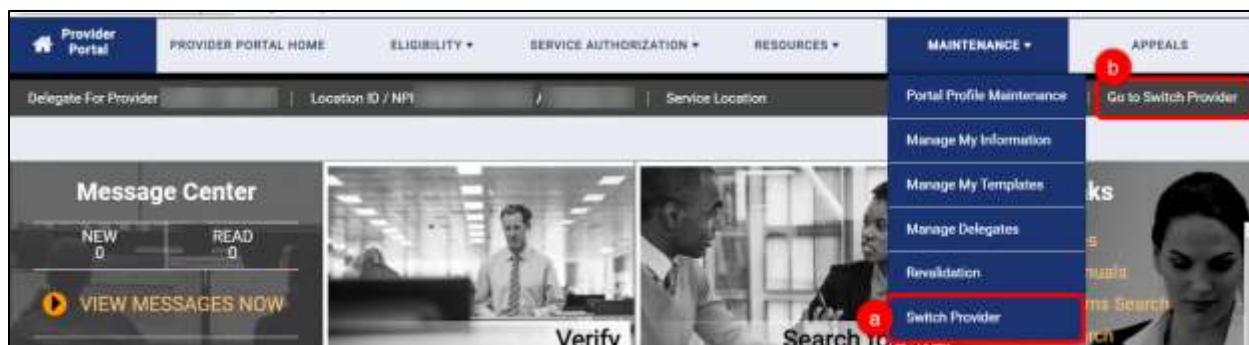 Provider
Portal
PROVIDER PORTAL HOME
ELIGIBILITY
SERVICE AUTHORIZATION
RESOURCES
MAINTENANCE
APPEALS
b
Delegate For Provider
Location ID / NPI
/
Service Location
Go to Switch Provider
Portal Profile Maintenance
Manage My Information
Manage My Templates
Manage Delegates
Revalidation
a
Switch Provider
Message Center
NEW
0
READ
0
VIEW MESSAGES NOW
Verify
Search
ks
Search